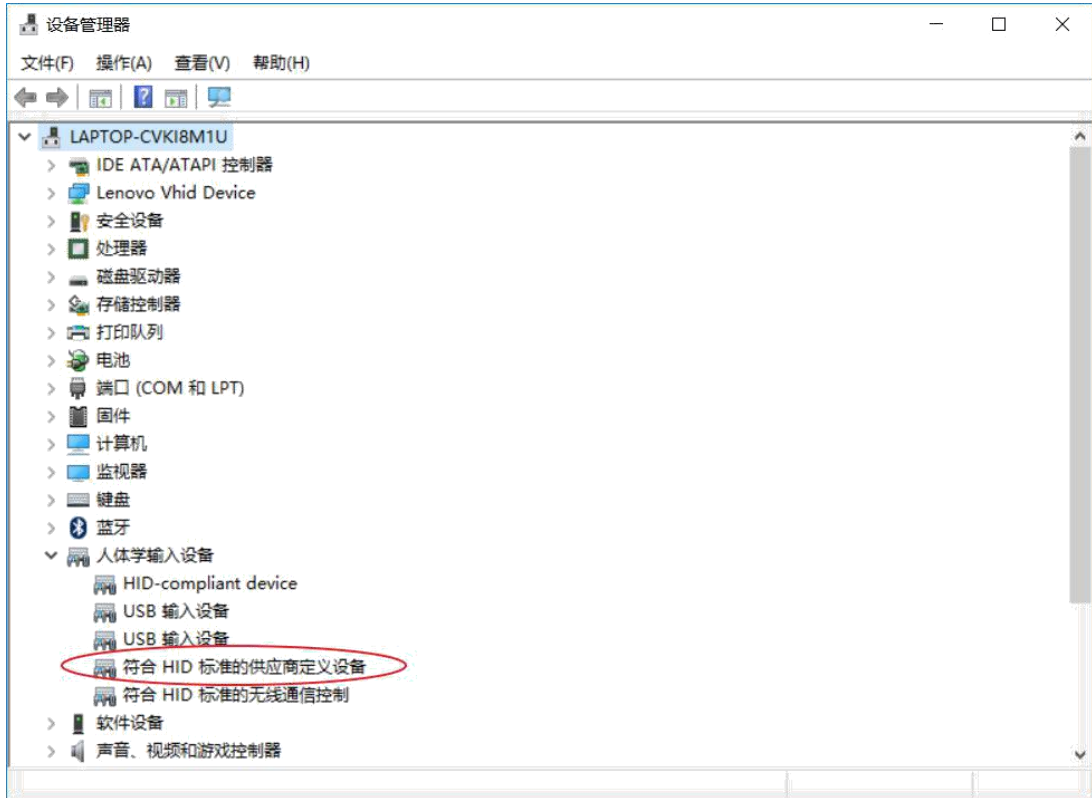 设备管理器
文件(F) 操作(A) 查看(V) 帮助(H)
LAPTOP-CVKI8M1U
IDE ATA/ATAPI 控制器
Lenovo Vhid Device
安全设备
处理器
磁盘驱动器
存储控制器
打印队列
电池
端口 (COM 和 LPT)
固件
计算机
监视器
键盘
蓝牙
人体学输入设备
HID-compliant device
USB 输入设备
USB 输入设备
符合 HID 标准的供应商定义设备
符合 HID 标准的无线通信控制
软件设备
声音、视频和游戏控制器